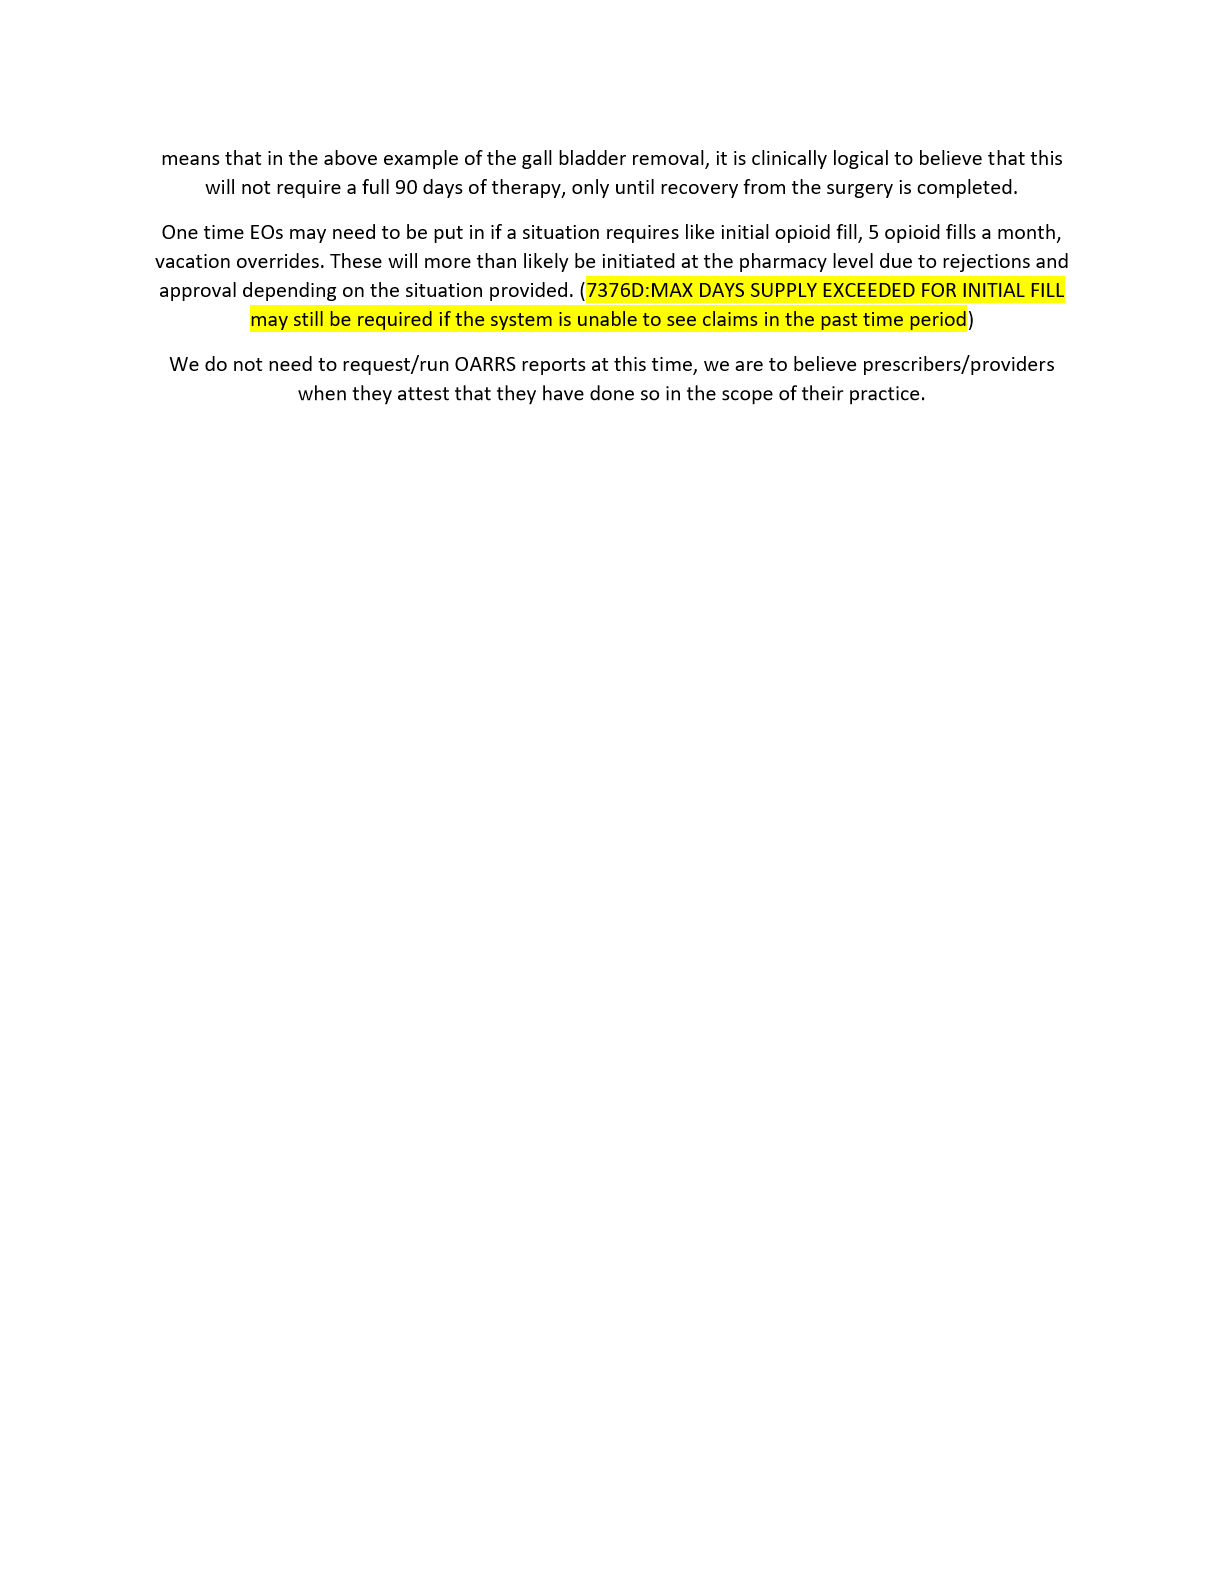 means that in the above example of the gall bladder removal, it is clinically logical to believe that this
will not require a full 90 days of therapy, only until recovery from the surgery is completed.
One time EOs may need to be put in if a situation requires like initial opioid fill, 5 opioid fills a month,
vacation overrides. These will more than likely be initiated at the pharmacy level due to rejections and
approval depending on the situation provided. (7376D:MAX DAYS SUPPLY EXCEEDED FOR INITIAL FILL
may still be required if the system is unable to see claims in the past time period)
We do not need to request/run OARRS reports at this time, we are to believe prescribers/providers
when they attest that they have done so in the scope of their practice.